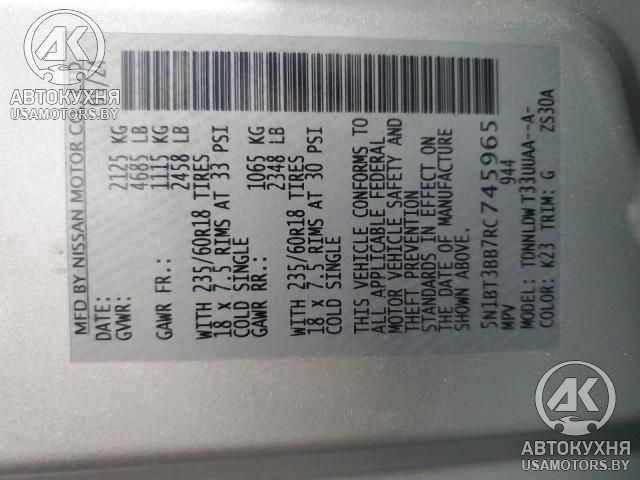 MFD BY NISSAN MOTOR CO
DATE:
GVWR: 2125 KG
4685 LB
GAWR FR.: 1115 KG
2458 LB
WITH 235/60R18 TIRES
18 x 7.5 RIMS AT 33 PSI
COLD SINGLE
GAWR RR.: 1065 KG
2348 LB
WITH 235/60R18 TIRES
18 x 7.5 RIMS AT 30 PSI
COLD SINGLE
THIS VEHICLE CONFORMS TO
ALL APPLICABLE FEDERAL
MOTOR VEHICLE SAFETY AND
THEFT PREVENTION
STANDARDS IN EFFECT ON
THE DATE OF MANUFACTURE
SHOWN ABOVE.
5N1BT3BB7RC745965
MPV 944
MODEL: TDNNLDWT33UUAA--A-
COLOR: K23 TRIM: G ZS30A
АК
АВТОКУХНЯ
USAMOTORS.BY
АК
АВТОКУХНЯ
USAMOTORS.BY